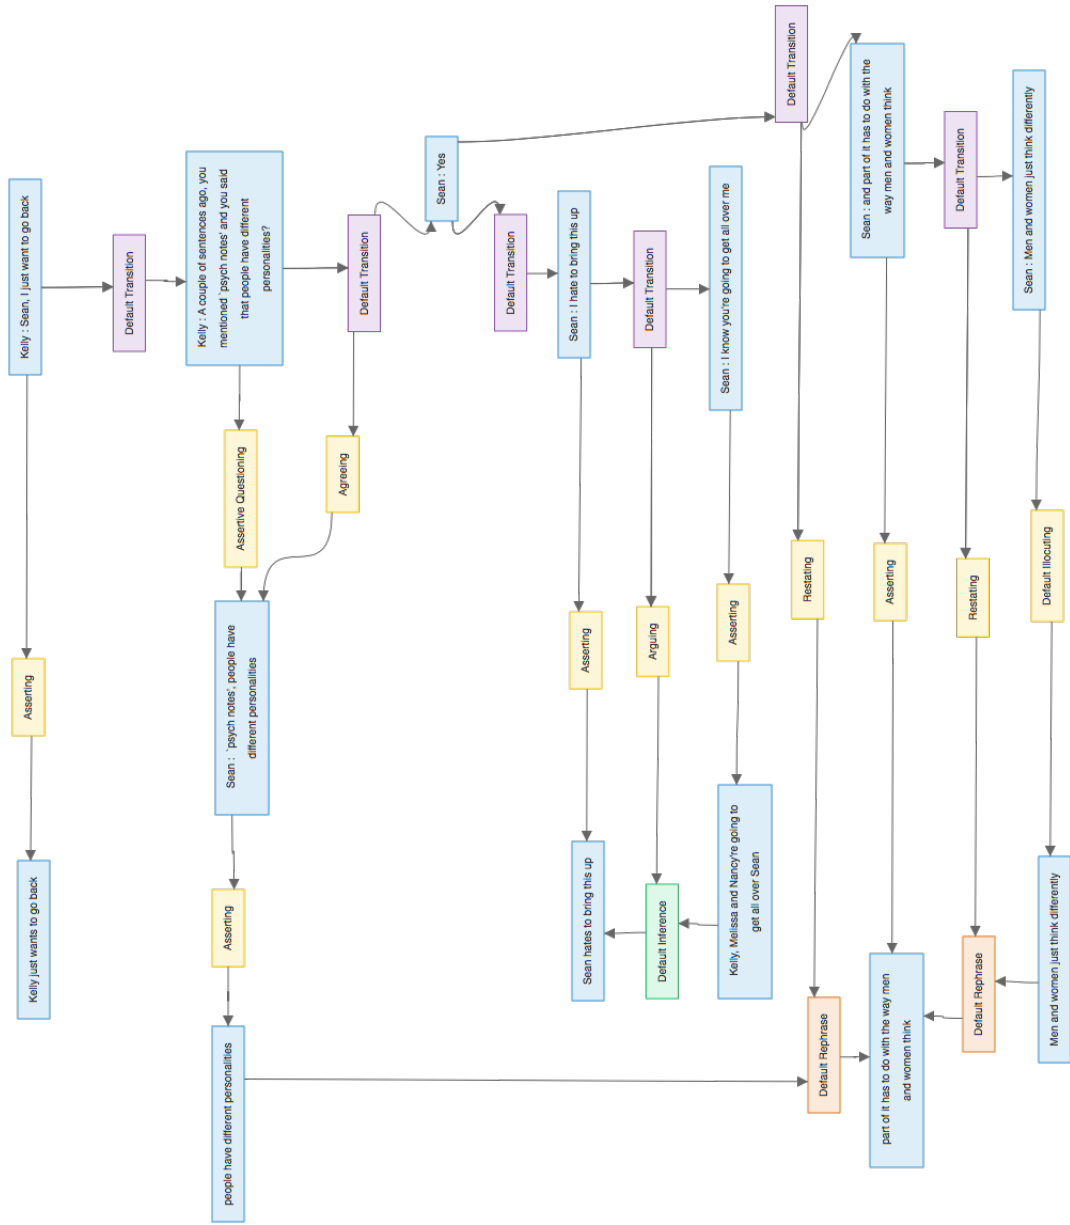 Kelly : Sean, I just want to go back
Asserting
Kelly just wants to go back
Default Transition
Kelly : A couple of sentences ago, you
mentioned `psych notes' and you said
that people have different
personalities?
Assertive Questioning
Sean : `psych notes', people have
different personalities
Asserting
people have different personalities
Default Transition
Agreeing
Sean : Yes
Default Transition
Sean : I hate to bring this up
Asserting
Sean hates to bring this up
Default Transition
Arguing
Default Inference
Sean : I know you're going to get all over me
Asserting
Kelly, Melissa and Nancy're going to
get all over Sean
Default Transition
Restating
Default Rephrase
Sean : and part of it has to do with the
way men and women think
Asserting
part of it has to do with the way men
and women think
Default Transition
Restating
Default Rephrase
Sean : Men and women just think differently
Default Illocuting
Men and women just think differently